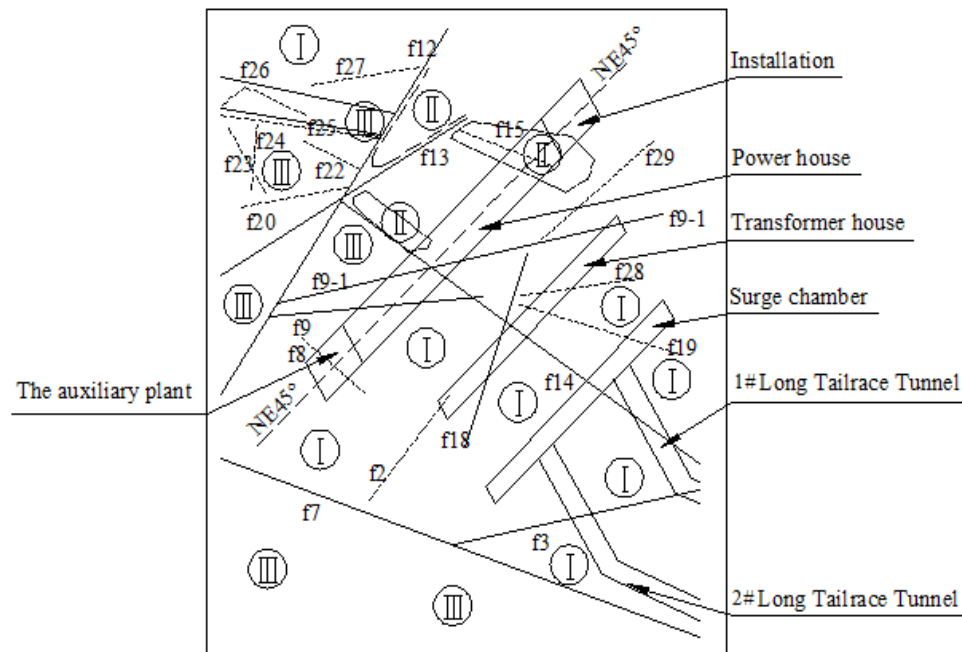 Ⅰ
f12
NE45°
Installation
f26
f27
Ⅲ
Ⅱ
f15
f25
f24
f13
Ⅱ
f29
Power house
f23
Ⅲ
f22
f20
Ⅱ
f9-1
Transformer house
Ⅲ
f9-1
f28
Ⅲ
Ⅰ
Surge chamber
f9
f8
Ⅰ
f19
The auxiliary plant
f14
Ⅰ
Ⅰ
1#Long Tailrace Tunnel
NE45°
f18
Ⅰ
f2
Ⅰ
f7
f3
Ⅰ
Ⅲ
Ⅲ
2#Long Tailrace Tunnel